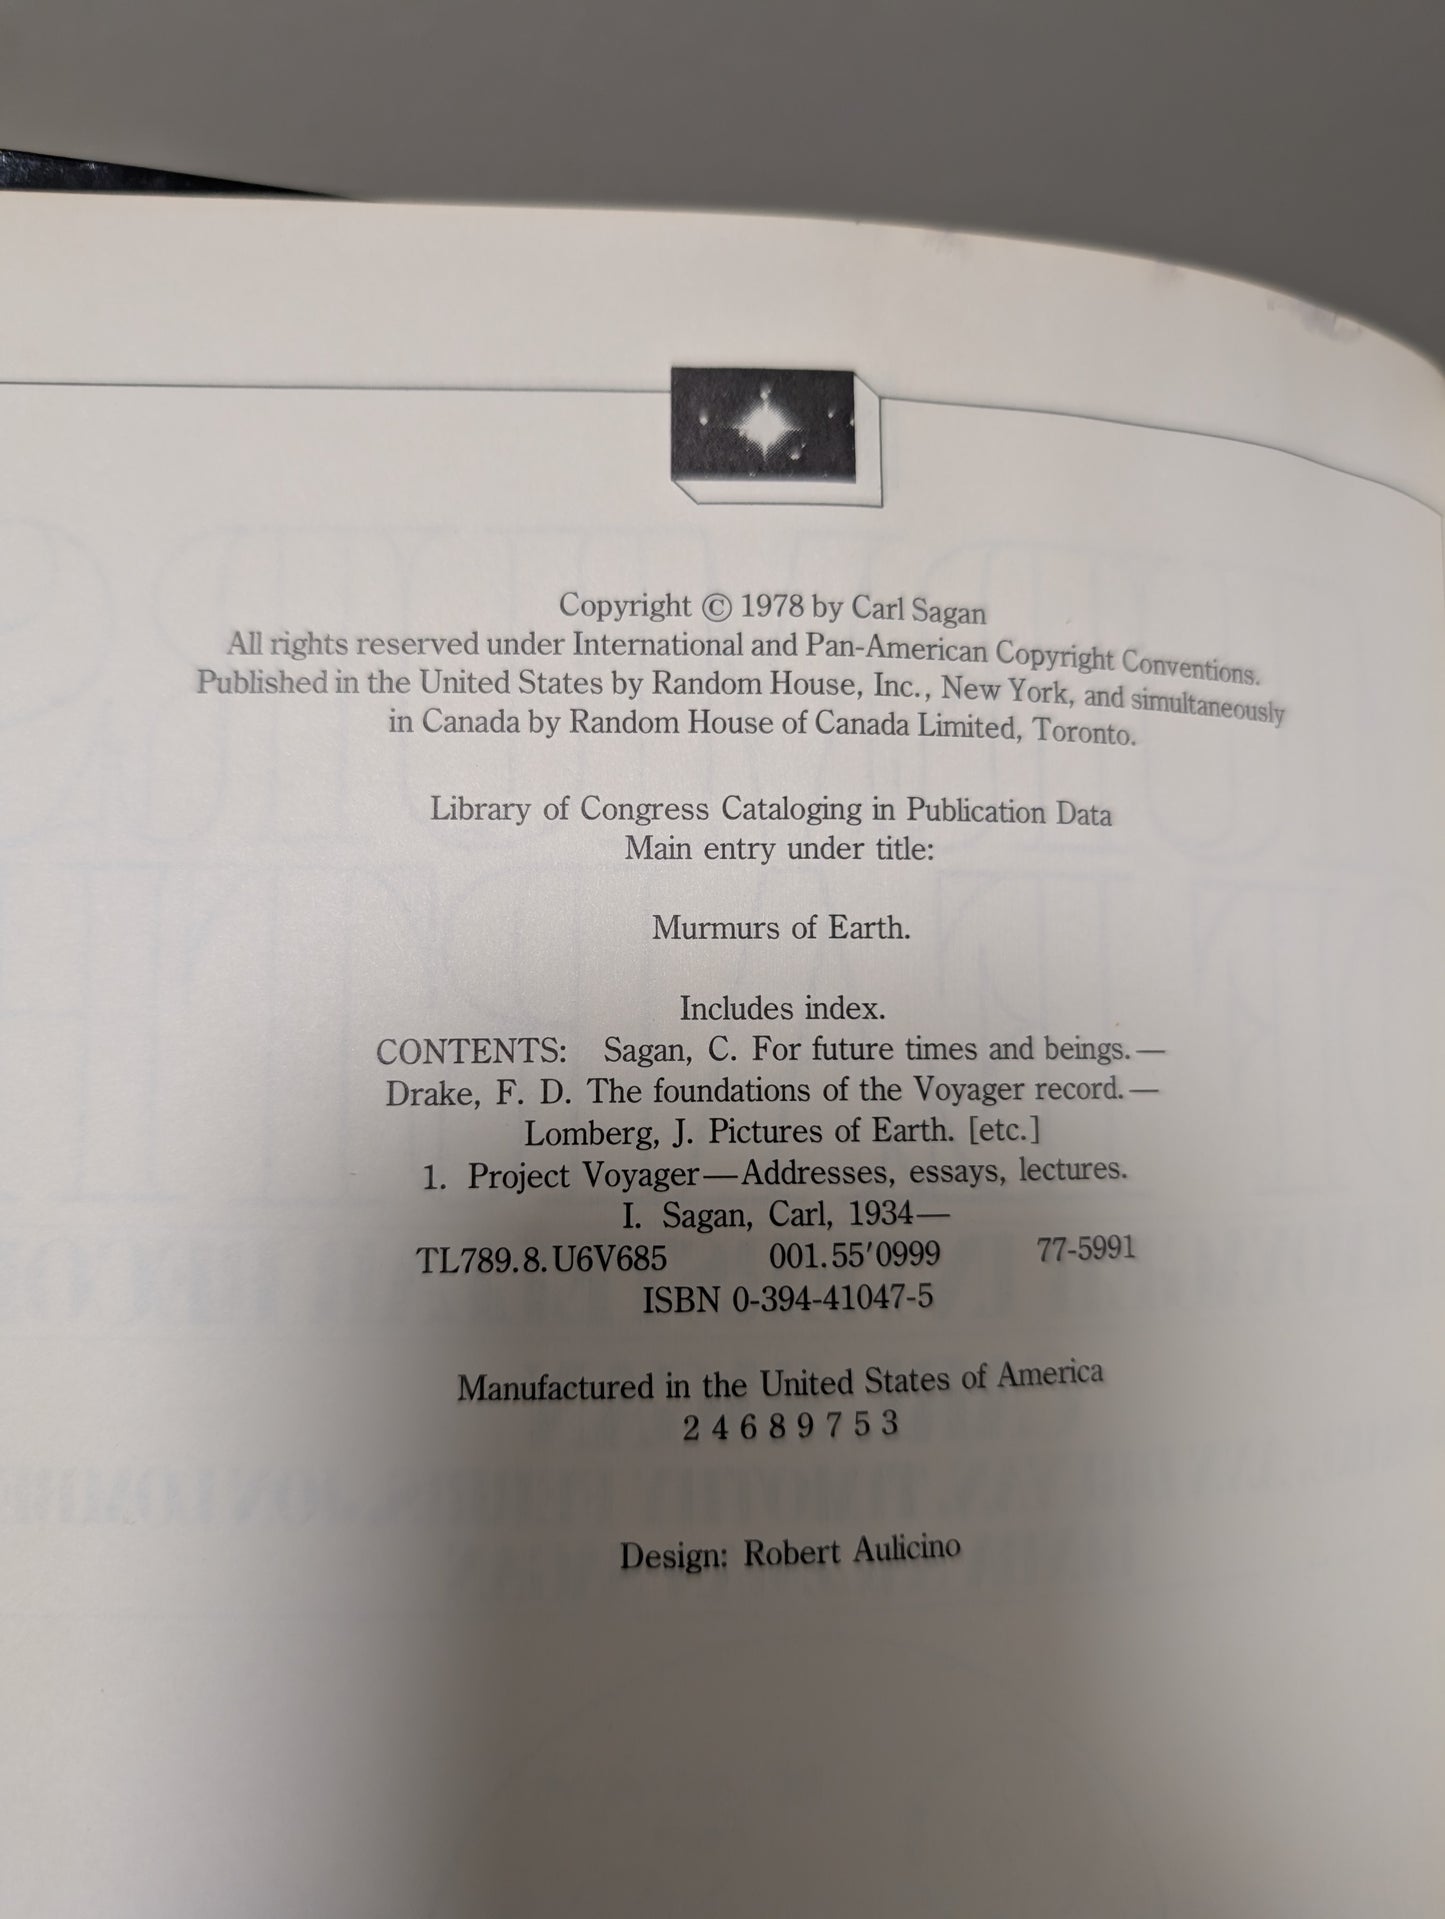 Copyright © 1978 by Carl Sagan
All rights reserved under International and Pan-American Copyright Conventions.
Published in the United States by Random House, Inc., New York, and simultaneously
in Canada by Random House of Canada Limited, Toronto.
Library of Congress Cataloging in Publication Data
Main entry under title:
Murmurs of Earth.
Includes index.
CONTENTS: Sagan, C. For future times and beings.—
Drake, F. D. The foundations of the Voyager record.—
Lomberg, J. Pictures of Earth. [etc.]
1. Project Voyager—Addresses, essays, lectures.
I. Sagan, Carl, 1934—
TL789.8.U6V685 001.55′0999 77-5991
ISBN 0-394-41047-5
Manufactured in the United States of America
2 4 6 8 9 7 5 3
Design: Robert Aulicino